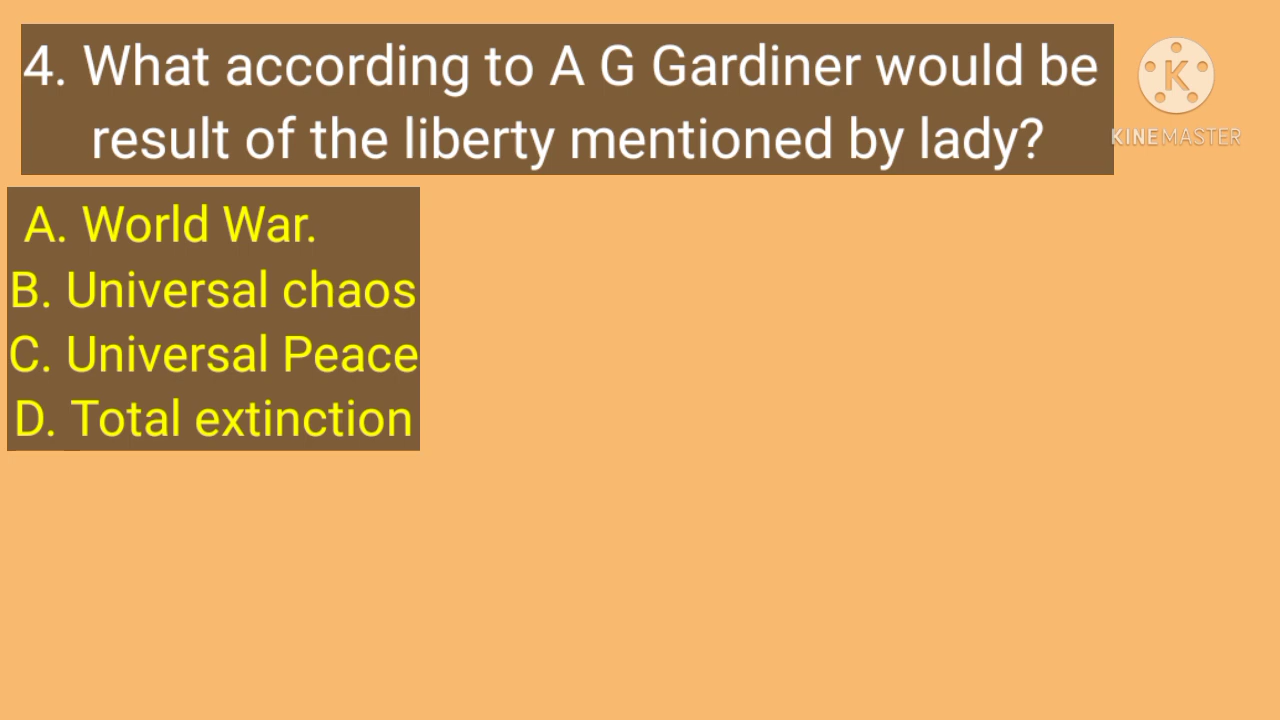 4. What according to A G Gardiner would be
result of the liberty mentioned by lady?
K
KINEMASTER
A. World War.
B. Universal chaos
C. Universal Peace
D. Total extinction